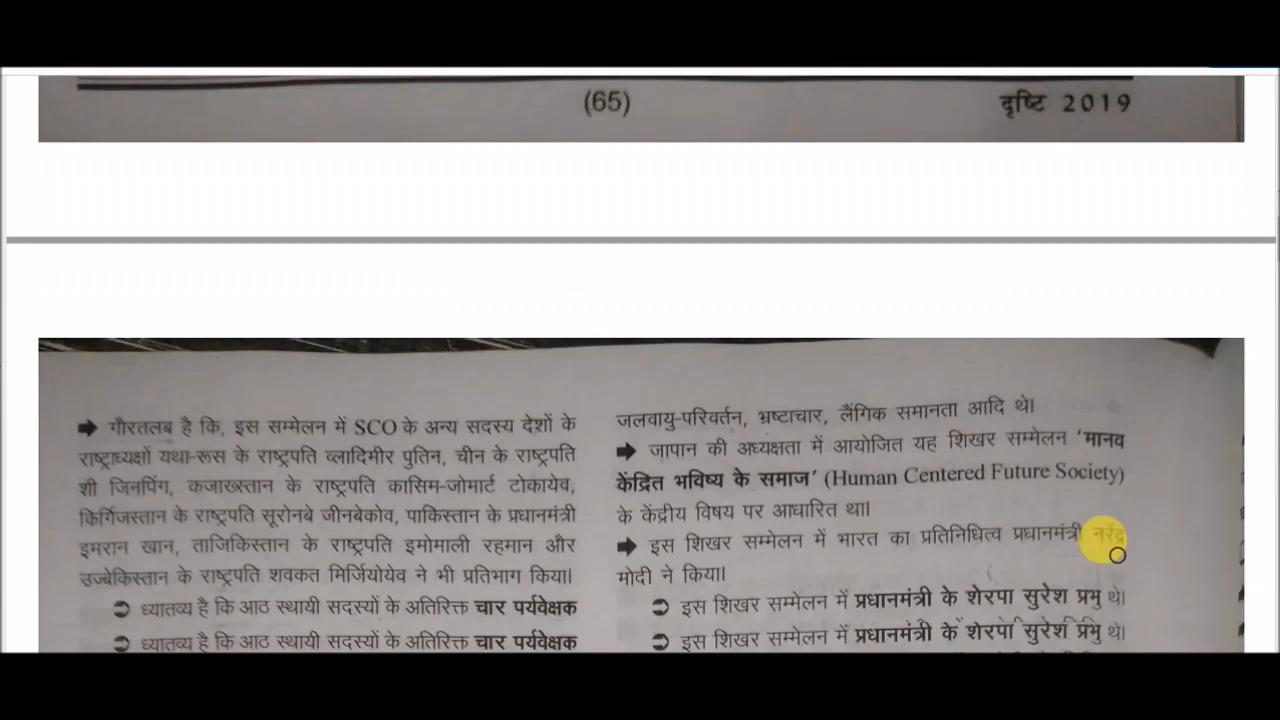 (65)
दृष्टि 2019
➡ गौरतलब है कि, इस सम्मेलन में SCO के अन्य सदस्य देशों के
राष्ट्राध्यक्षों यथा-रूस के राष्ट्रपति व्लादिमीर पुतिन, चीन के राष्ट्रपति
शी जिनपिंग, कजाख्स्तान के राष्ट्रपति कासिम-जोमार्ट टोकायेव,
किर्गिजस्तान के राष्ट्रपति सूरोनबे जीनबेकोव, पाकिस्तान के प्रधानमंत्री
इमरान खान, ताजिकिस्तान के राष्ट्रपति इमोमाली रहमान और
उज्बेकिस्तान के राष्ट्रपति शवकत मिर्जियोयेव ने भी प्रतिभाग किया।
➲ ध्यातव्य है कि आठ स्थायी सदस्यों के अतिरिक्त चार पर्यवेक्षक
➲ ध्यातव्य है कि आठ स्थायी सदस्यों के अतिरिक्त चार पर्यवेक्षक
जलवायु-परिवर्तन, भ्रष्टाचार, लैंगिक समानता आदि थे।
➡ जापान की अध्यक्षता में आयोजित यह शिखर सम्मेलन 'मानव
केंद्रित भविष्य के समाज' (Human Centered Future Society)
के केंद्रीय विषय पर आधारित था।
➡ इस शिखर सम्मेलन में भारत का प्रतिनिधित्व प्रधानमंत्री नरेंद्र
मोदी ने किया।
➲ इस शिखर सम्मेलन में प्रधानमंत्री के शेरपा सुरेश प्रभु थे।
➲ इस शिखर सम्मेलन में प्रधानमंत्री के शेरपा सुरेश प्रभु थे।